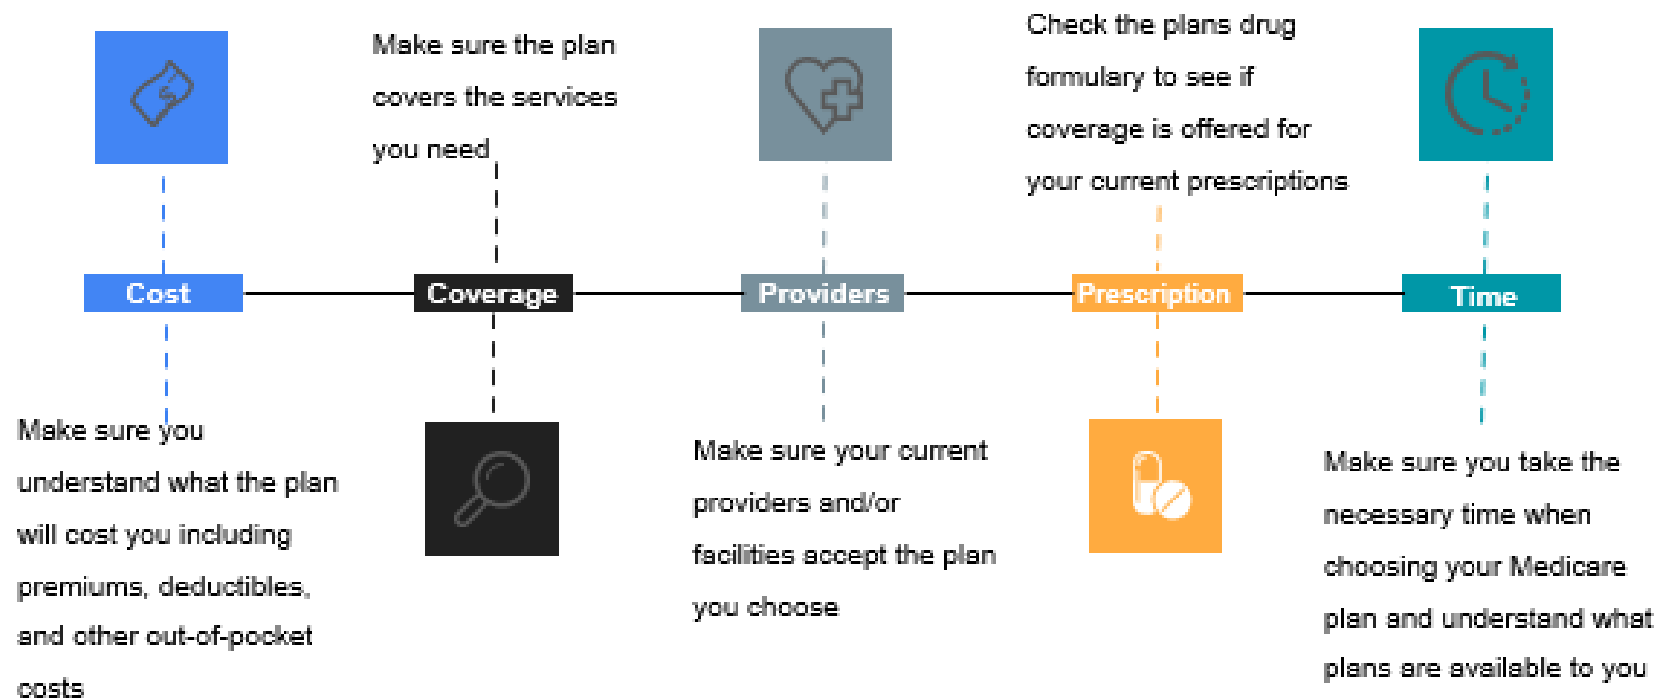 Cost
Make sure you
understand what the plan
will cost you including
premiums, deductibles,
and other out-of-pocket
costs
Make sure the plan
covers the services
you need
Coverage
Providers
Make sure your current
providers and/or
facilities accept the plan
you choose
Check the plans drug
formulary to see if
coverage is offered for
your current prescriptions
Prescription
Time
Make sure you take the
necessary time when
choosing your Medicare
plan and understand what
plans are available to you